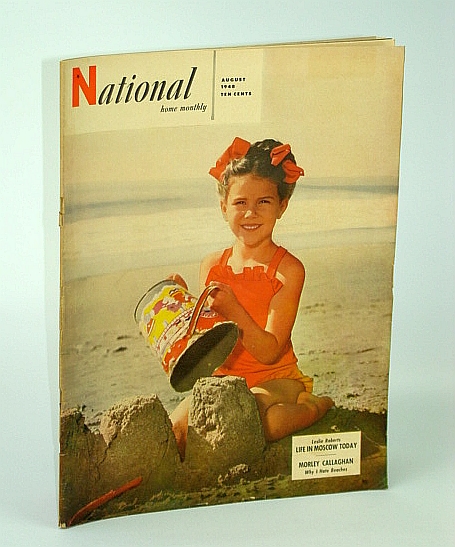 National
home monthly
AUGUST
1948
TEN CENTS
Leslie Roberts
LIFE IN MOSCOW TODAY
MORLEY CALLAGHAN
Why I Hate Beaches